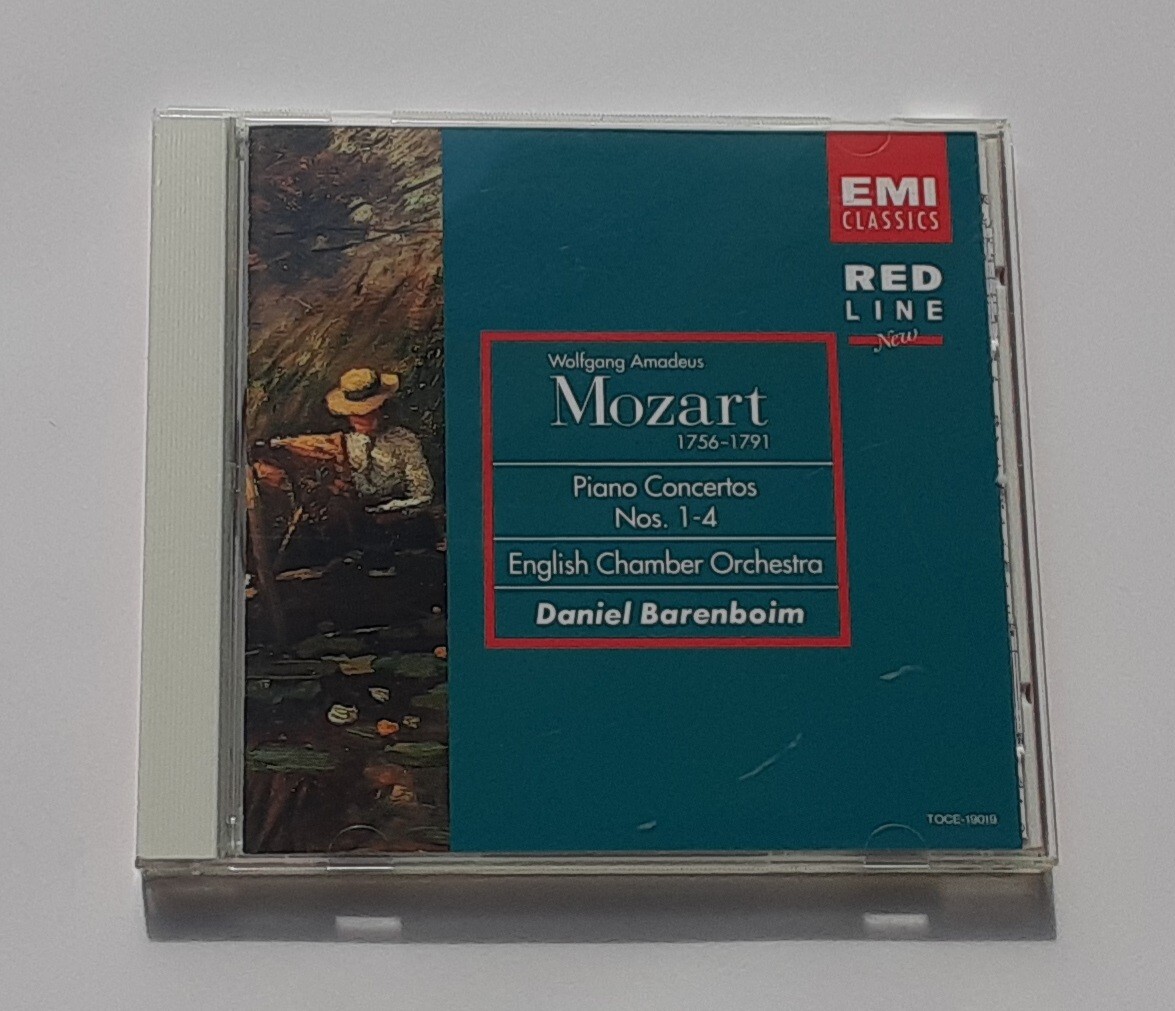 EMI
CLASSICS
RED
LINE
New
Wolfgang Amadeus
Mozart
1756-1791
Piano Concertos
Nos. 1-4
English Chamber Orchestra
Daniel Barenboim
TOCE-19019